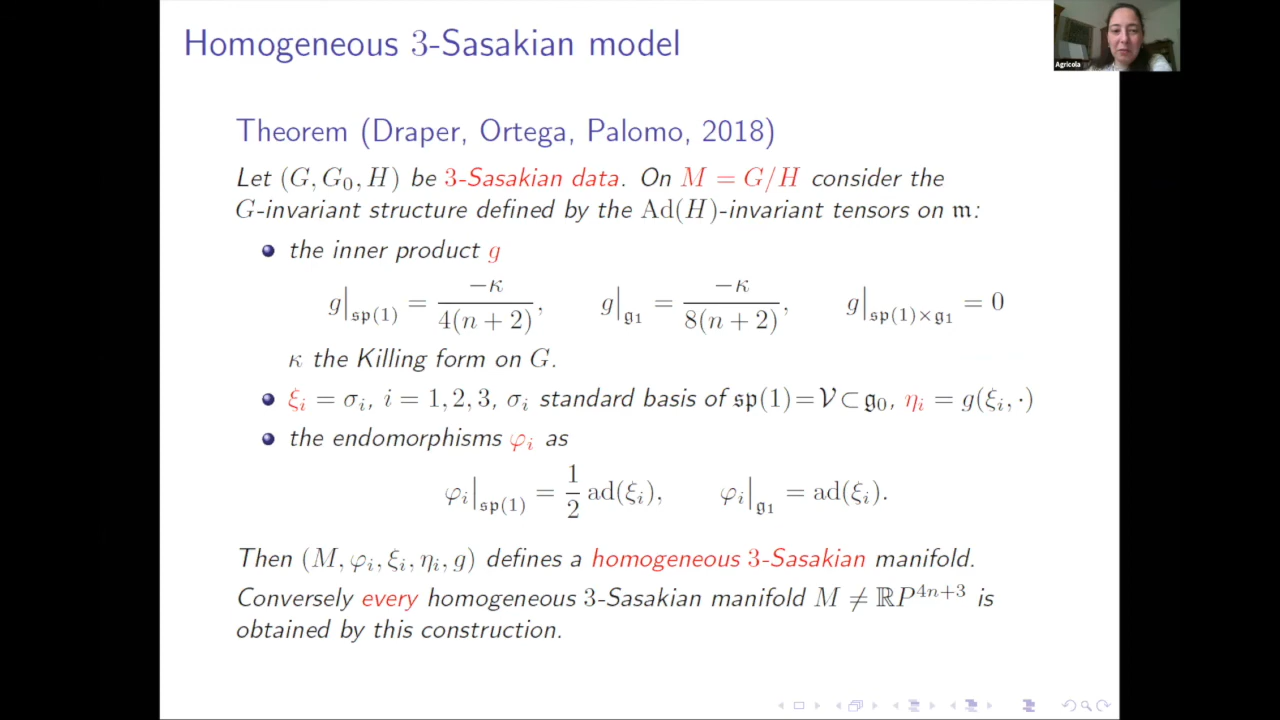 Homogeneous 3-Sasakian model
Agricola
Theorem (Draper, Ortega, Palomo, 2018)
Let (G, G₀, H) be 3-Sasakian data. On M = G/H consider the
G-invariant structure defined by the Ad(H)-invariant tensors on 𝔪:
the inner product g
g|_{𝔰𝔭(1)} = −κ / 4(n + 2), g|_{𝔤₁} = −κ / 8(n + 2), g|_{𝔰𝔭(1)×𝔤₁} = 0
κ the Killing form on G.
ξᵢ = σᵢ, i = 1, 2, 3, σᵢ standard basis of 𝔰𝔭(1) = 𝒱 ⊂ 𝔤₀, ηᵢ = g(ξᵢ, ·)
the endomorphisms φᵢ as
φᵢ|_{𝔰𝔭(1)} = 1/2 ad(ξᵢ), φᵢ|_{𝔤₁} = ad(ξᵢ).
Then (M, φᵢ, ξᵢ, ηᵢ, g) defines a homogeneous 3-Sasakian manifold.
Conversely every homogeneous 3-Sasakian manifold M ≠ ℝP⁴ⁿ⁺³ is
obtained by this construction.